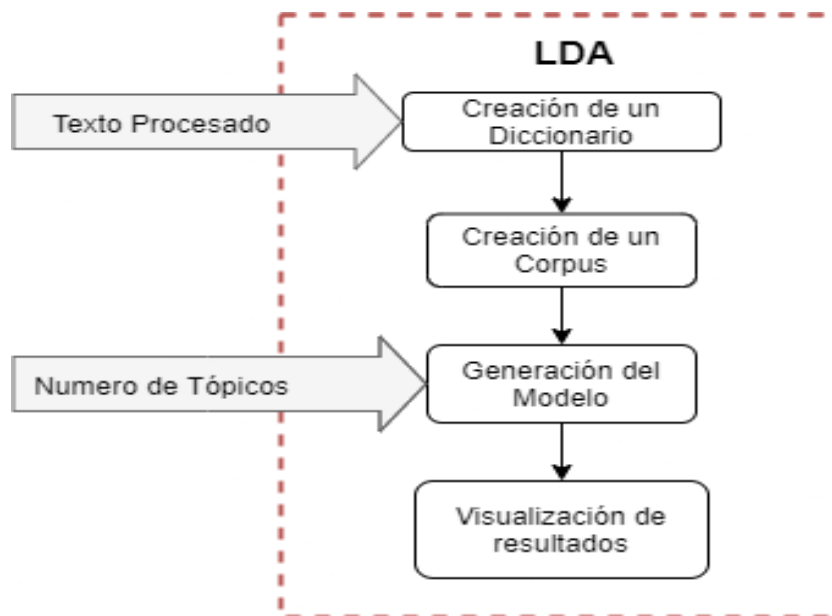 LDA
Texto Procesado
Creación de un
Diccionario
Creación de un
Corpus
Numero de Tópicos
Generación del
Modelo
Visualización de
resultados